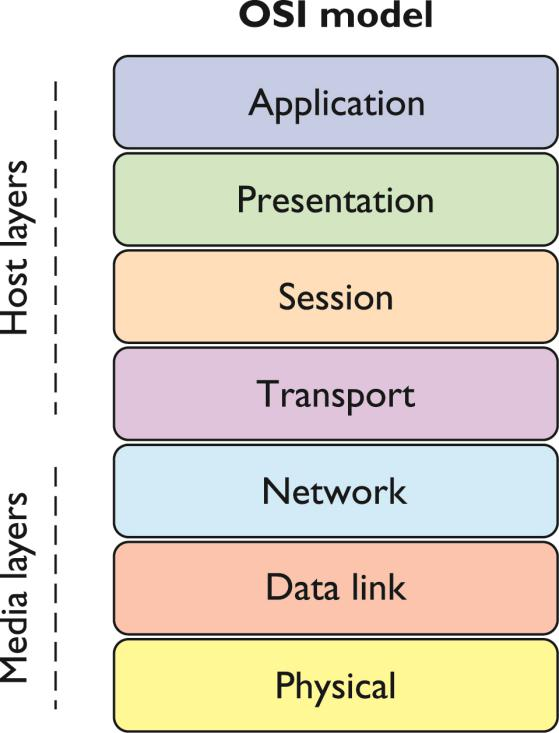 OSI model
Host layers
Application
Presentation
Session
Transport
Media layers
Network
Data link
Physical